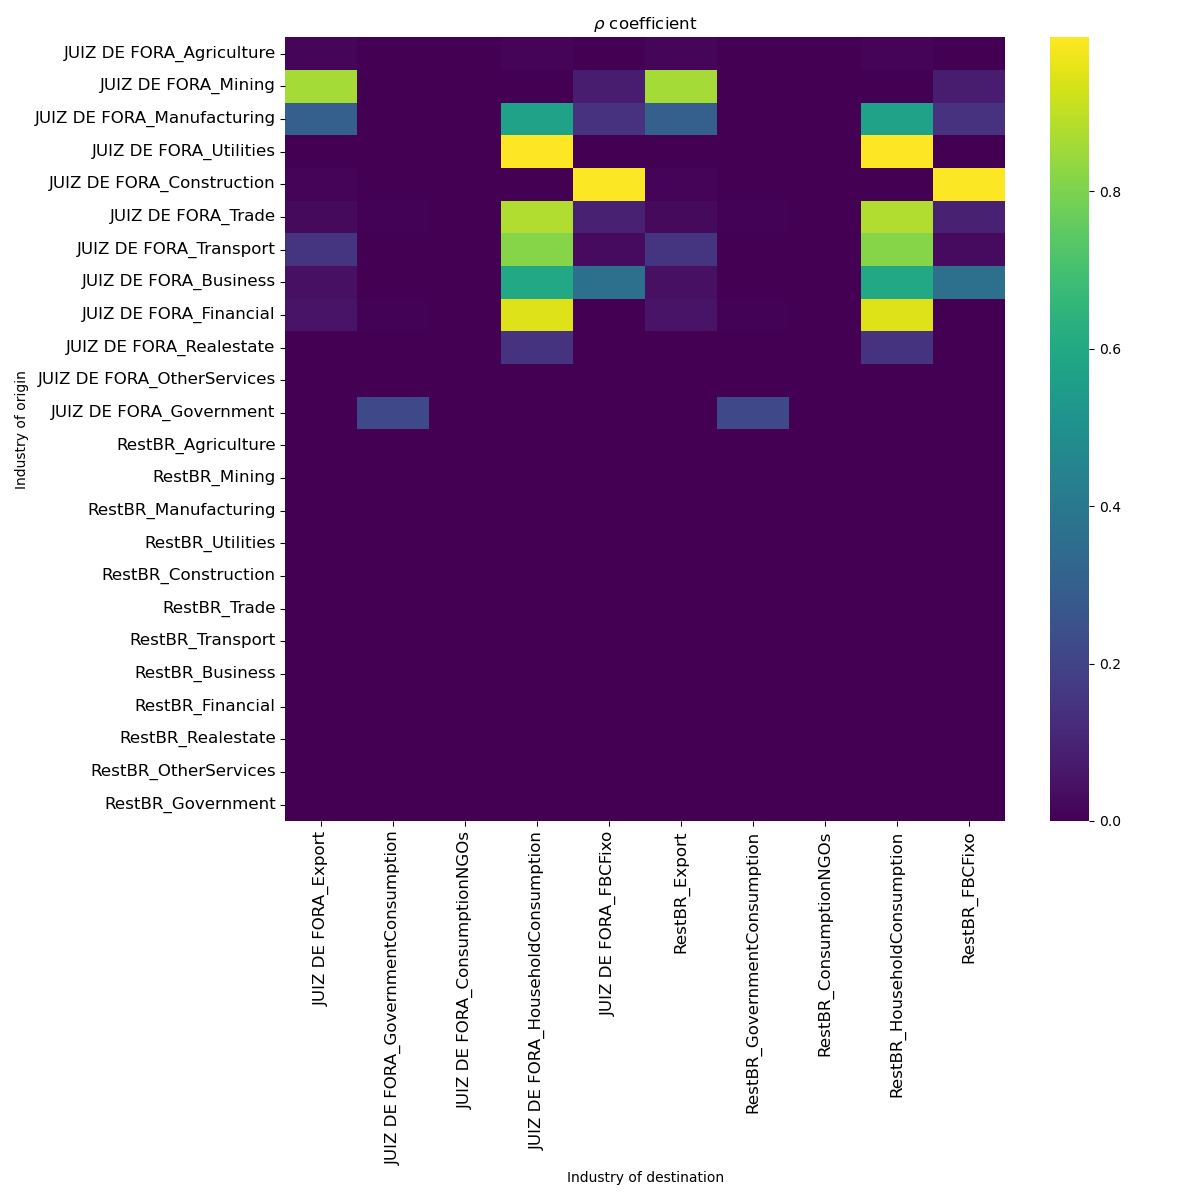 ρ coefficient
JUIZ DE FORA_Agriculture
JUIZ DE FORA_Mining
JUIZ DE FORA_Manufacturing
JUIZ DE FORA_Utilities
JUIZ DE FORA_Construction
JUIZ DE FORA_Trade
JUIZ DE FORA_Transport
JUIZ DE FORA_Business
JUIZ DE FORA_Financial
JUIZ DE FORA_Realestate
JUIZ DE FORA_OtherServices
JUIZ DE FORA_Government
RestBR_Agriculture
RestBR_Mining
RestBR_Manufacturing
RestBR_Utilities
RestBR_Construction
RestBR_Trade
RestBR_Transport
RestBR_Business
RestBR_Financial
RestBR_Realestate
RestBR_OtherServices
RestBR_Government
Industry of origin
JUIZ DE FORA_Export
JUIZ DE FORA_GovernmentConsumption
JUIZ DE FORA_ConsumptionNGOs
JUIZ DE FORA_HouseholdConsumption
JUIZ DE FORA_FBCFixo
RestBR_Export
RestBR_GovernmentConsumption
RestBR_ConsumptionNGOs
RestBR_HouseholdConsumption
RestBR_FBCFixo
Industry of destination
0.8
0.6
0.4
0.2
0.0